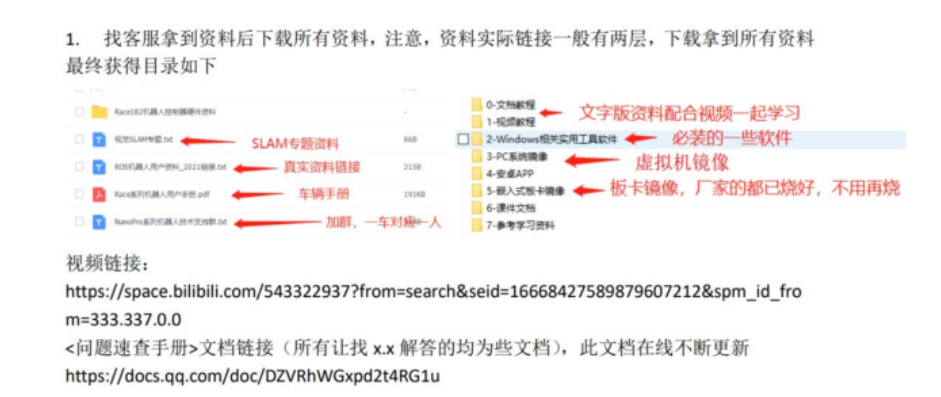 1. 找客服拿到资料后下载所有资料，注意，资料实际链接一般有两层，下载拿到所有资料
最终获得目录如下
Race182机器人控制器硬件资料 -
视觉SLAM专题.txt SLAM专题资料 86B
ROS机器人用户资料_2021链接.txt 真实资料链接 215B
Race系列机器人用户手册.pdf 车辆手册 191KB
NanoPro系列机器人技术支持群.txt 加群，一车对应一人
0-文档教程 文字版资料配合视频一起学习
1-视频教程
2-Windows相关实用工具软件 必装的一些软件
3-PC系统镜像 虚拟机镜像
4-安卓APP
5-嵌入式板卡镜像 板卡镜像，厂家的都已烧好，不用再烧
6-课件文档
7-参考学习资料
视频链接：
https://space.bilibili.com/543322937?from=search&seid=16668427589879607212&spm_id_fro
m=333.337.0.0
<问题速查手册>文档链接（所有让找 x.x 解答的均为些文档），此文档在线不断更新
https://docs.qq.com/doc/DZVRhWGxpd2t4RG1u